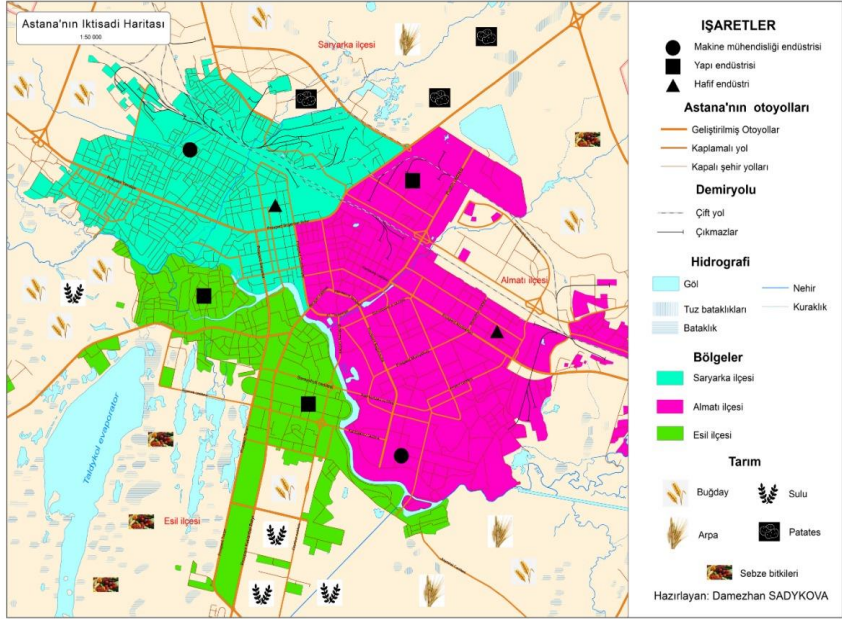 Astana'nın Iktisadi Haritası
1:50 000
Saryarka ilçesi
Almatı ilçesi
Esil ilçesi
Taldykol evaporator
IŞARETLER
Makine mühendisliği endüstrisi
Yapı endüstrisi
Hafif endüstri
Astana'nın otoyolları
Geliştirilmiş Otoyollar
Kaplamalı yol
Kapalı şehir yolları
Demiryolu
Çift yol
Çıkmazlar
Hidrografi
Göl
Nehir
Tuz bataklıkları
Kuraklık
Bataklık
Bölgeler
Saryarka ilçesi
Almatı ilçesi
Esil ilçesi
Tarım
Buğday
Sulu
Arpa
Patates
Sebze bitkileri
Hazırlayan: Damezhan SADYKOVA